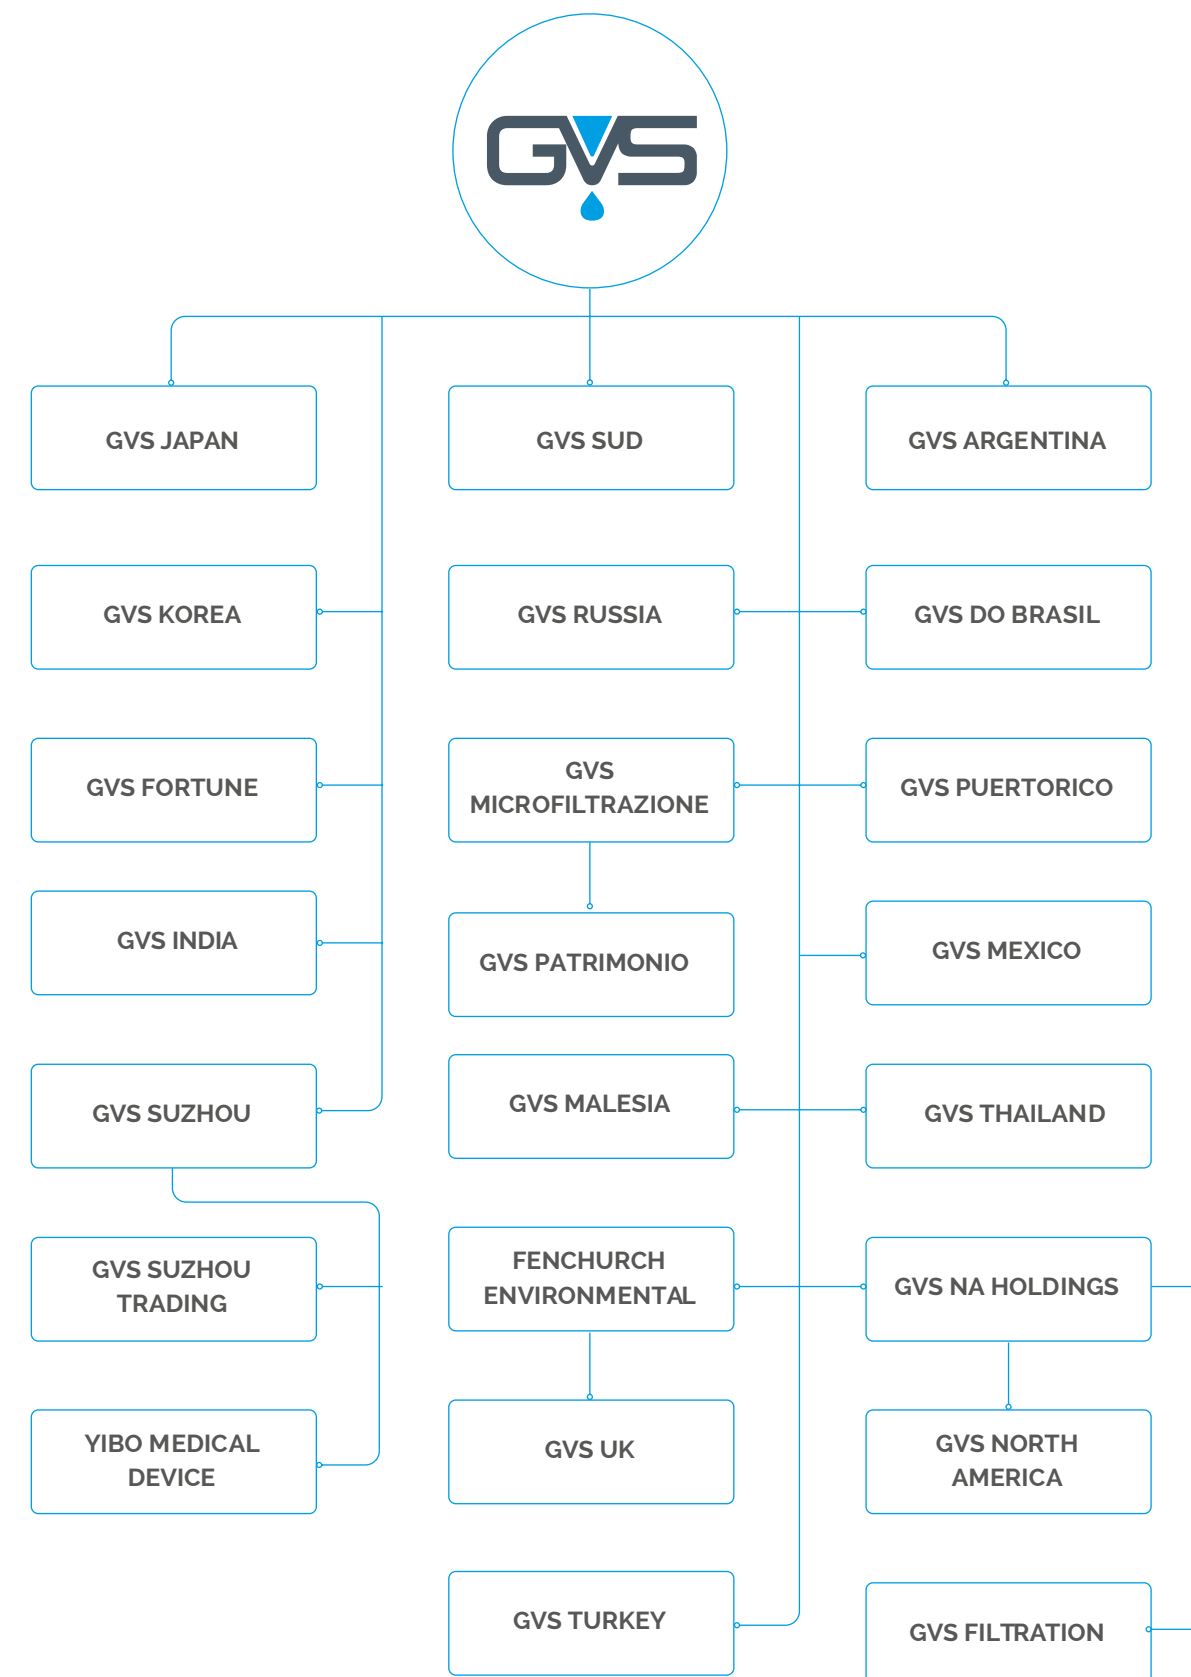 GVS
GVS JAPAN
GVS SUD
GVS ARGENTINA
GVS KOREA
GVS RUSSIA
GVS DO BRASIL
GVS FORTUNE
GVS
MICROFILTRAZIONE
GVS PUERTORICO
GVS INDIA
GVS PATRIMONIO
GVS MEXICO
GVS SUZHOU
GVS MALESIA
GVS THAILAND
GVS SUZHOU
TRADING
FENCHURCH
ENVIRONMENTAL
GVS NA HOLDINGS
YIBO MEDICAL
DEVICE
GVS UK
GVS NORTH
AMERICA
GVS TURKEY
GVS FILTRATION